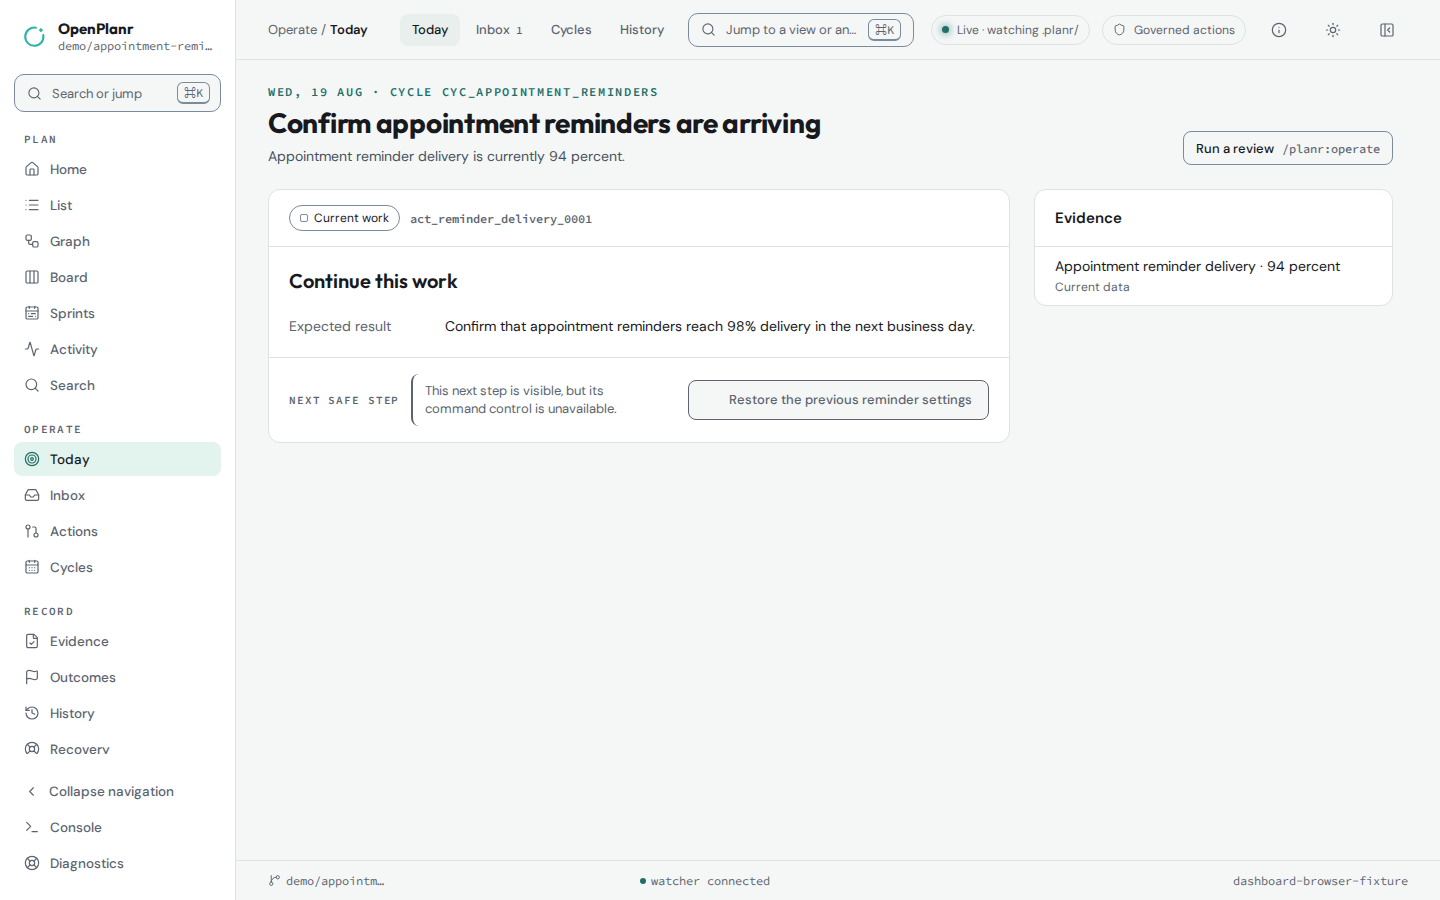 OpenPlanr
demo/appointment-remi…
Search or jump ⌘K
PLAN
Home
List
Graph
Board
Sprints
Activity
Search
OPERATE
Today
Inbox
Actions
Cycles
RECORD
Evidence
Outcomes
History
Recovery
Collapse navigation
Console
Diagnostics
Operate / Today
Today
Inbox 1
Cycles
History
Jump to a view or an… ⌘K
Live · watching .planr/
Governed actions
WED, 19 AUG · CYCLE CYC_APPOINTMENT_REMINDERS
Confirm appointment reminders are arriving
Appointment reminder delivery is currently 94 percent.
Run a review /planr:operate
Current work act_reminder_delivery_0001
Continue this work
Expected result Confirm that appointment reminders reach 98% delivery in the next business day.
NEXT SAFE STEP
This next step is visible, but its
command control is unavailable.
Restore the previous reminder settings
Evidence
Appointment reminder delivery · 94 percent
Current data
demo/appointm…
watcher connected
dashboard-browser-fixture